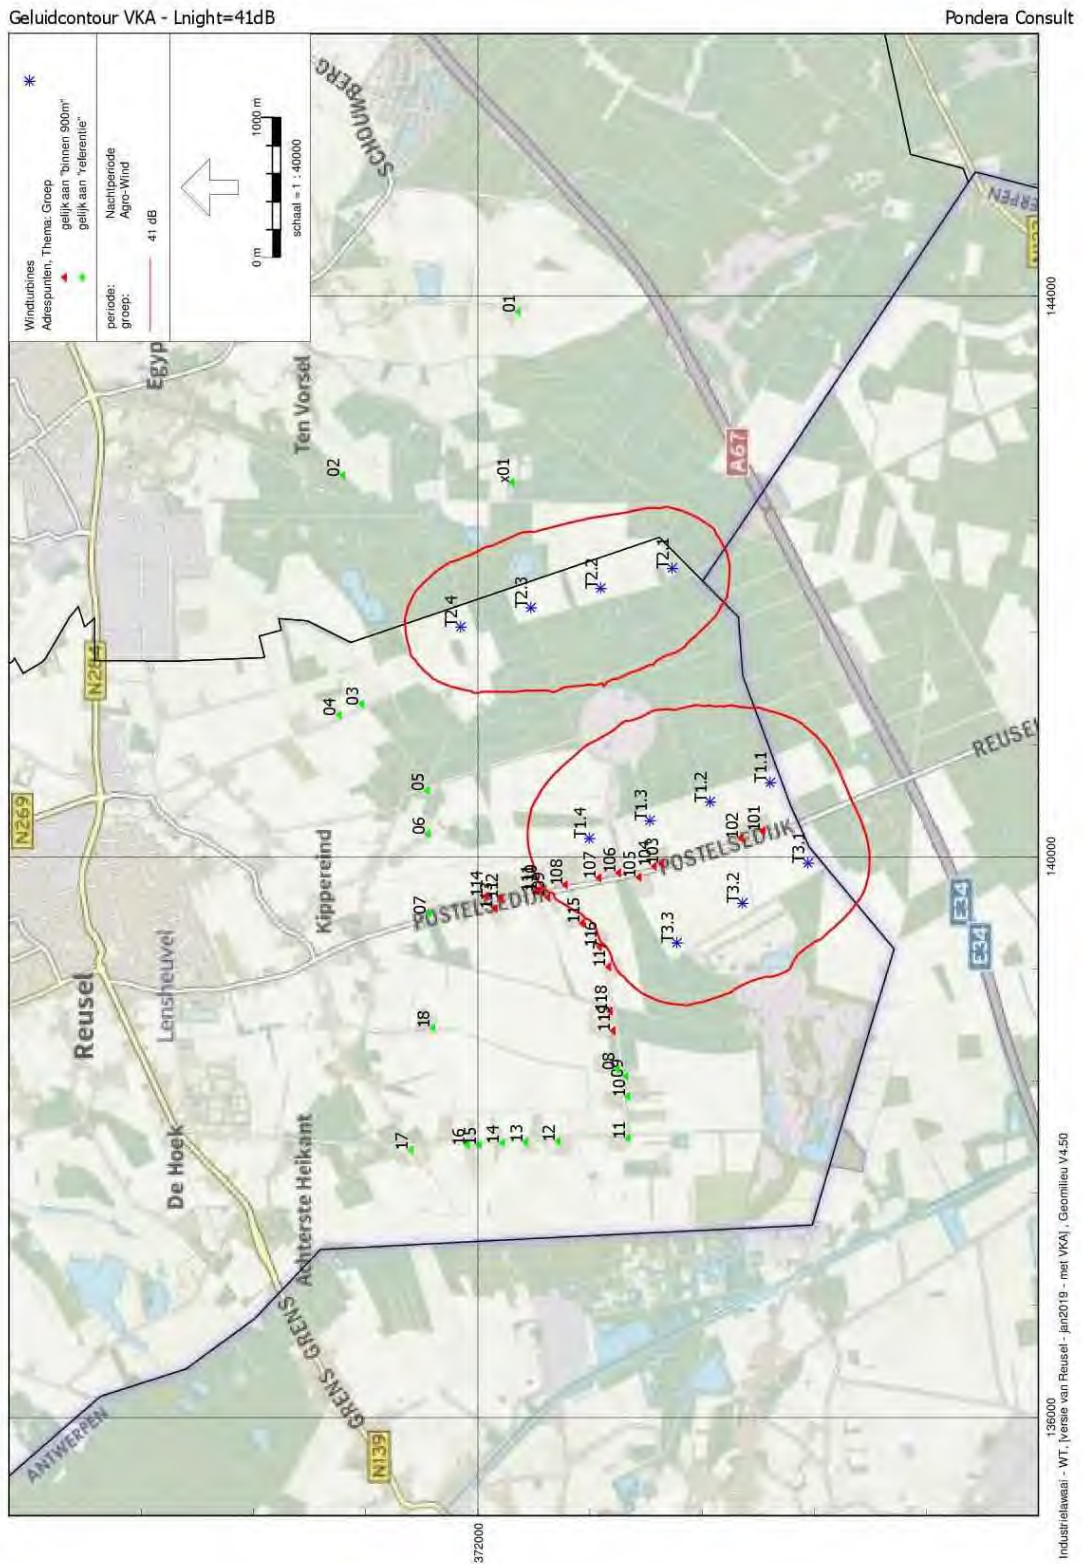 Geluidcontour VKA - Lnight=41dB
Pondera Consult
Windturbines
Adrespunten, Thema: Groep
gelijk aan "binnen 900m"
gelijk aan "referentie"
periode: Nachtperiode
groep: Agro-Wind
41 dB
0 m
1000 m
schaal = 1 : 40000
SCHOUWBERG
Egyp
Ten Vorsel
01
02
x01
A67
T2.1
T2.2
T2.3
T2.4
N284
N269
03
04
05
06
07
Kippereind
Reusel
Lensheuvel
De Hoek
Achterste Heikant
POSTELSEDIJK
POSTELSEDIJK
REUSEL
T1.1
T1.2
T1.3
T1.4
T3.1
T3.2
T3.3
101
102
103
104
105
106
107
108
109
110
112
114
115
116
118
119
08
09
10
11
12
13
14
15
16
17
18
E34
E34
GRENS
GRENS
GRENS
ANTWERPEN
N139
ERPEN
144000
140000
136000
372000
Industrielawaai - WT, [versie van Reusel - jan2019 - met VKA] , Geomilieu V4.50